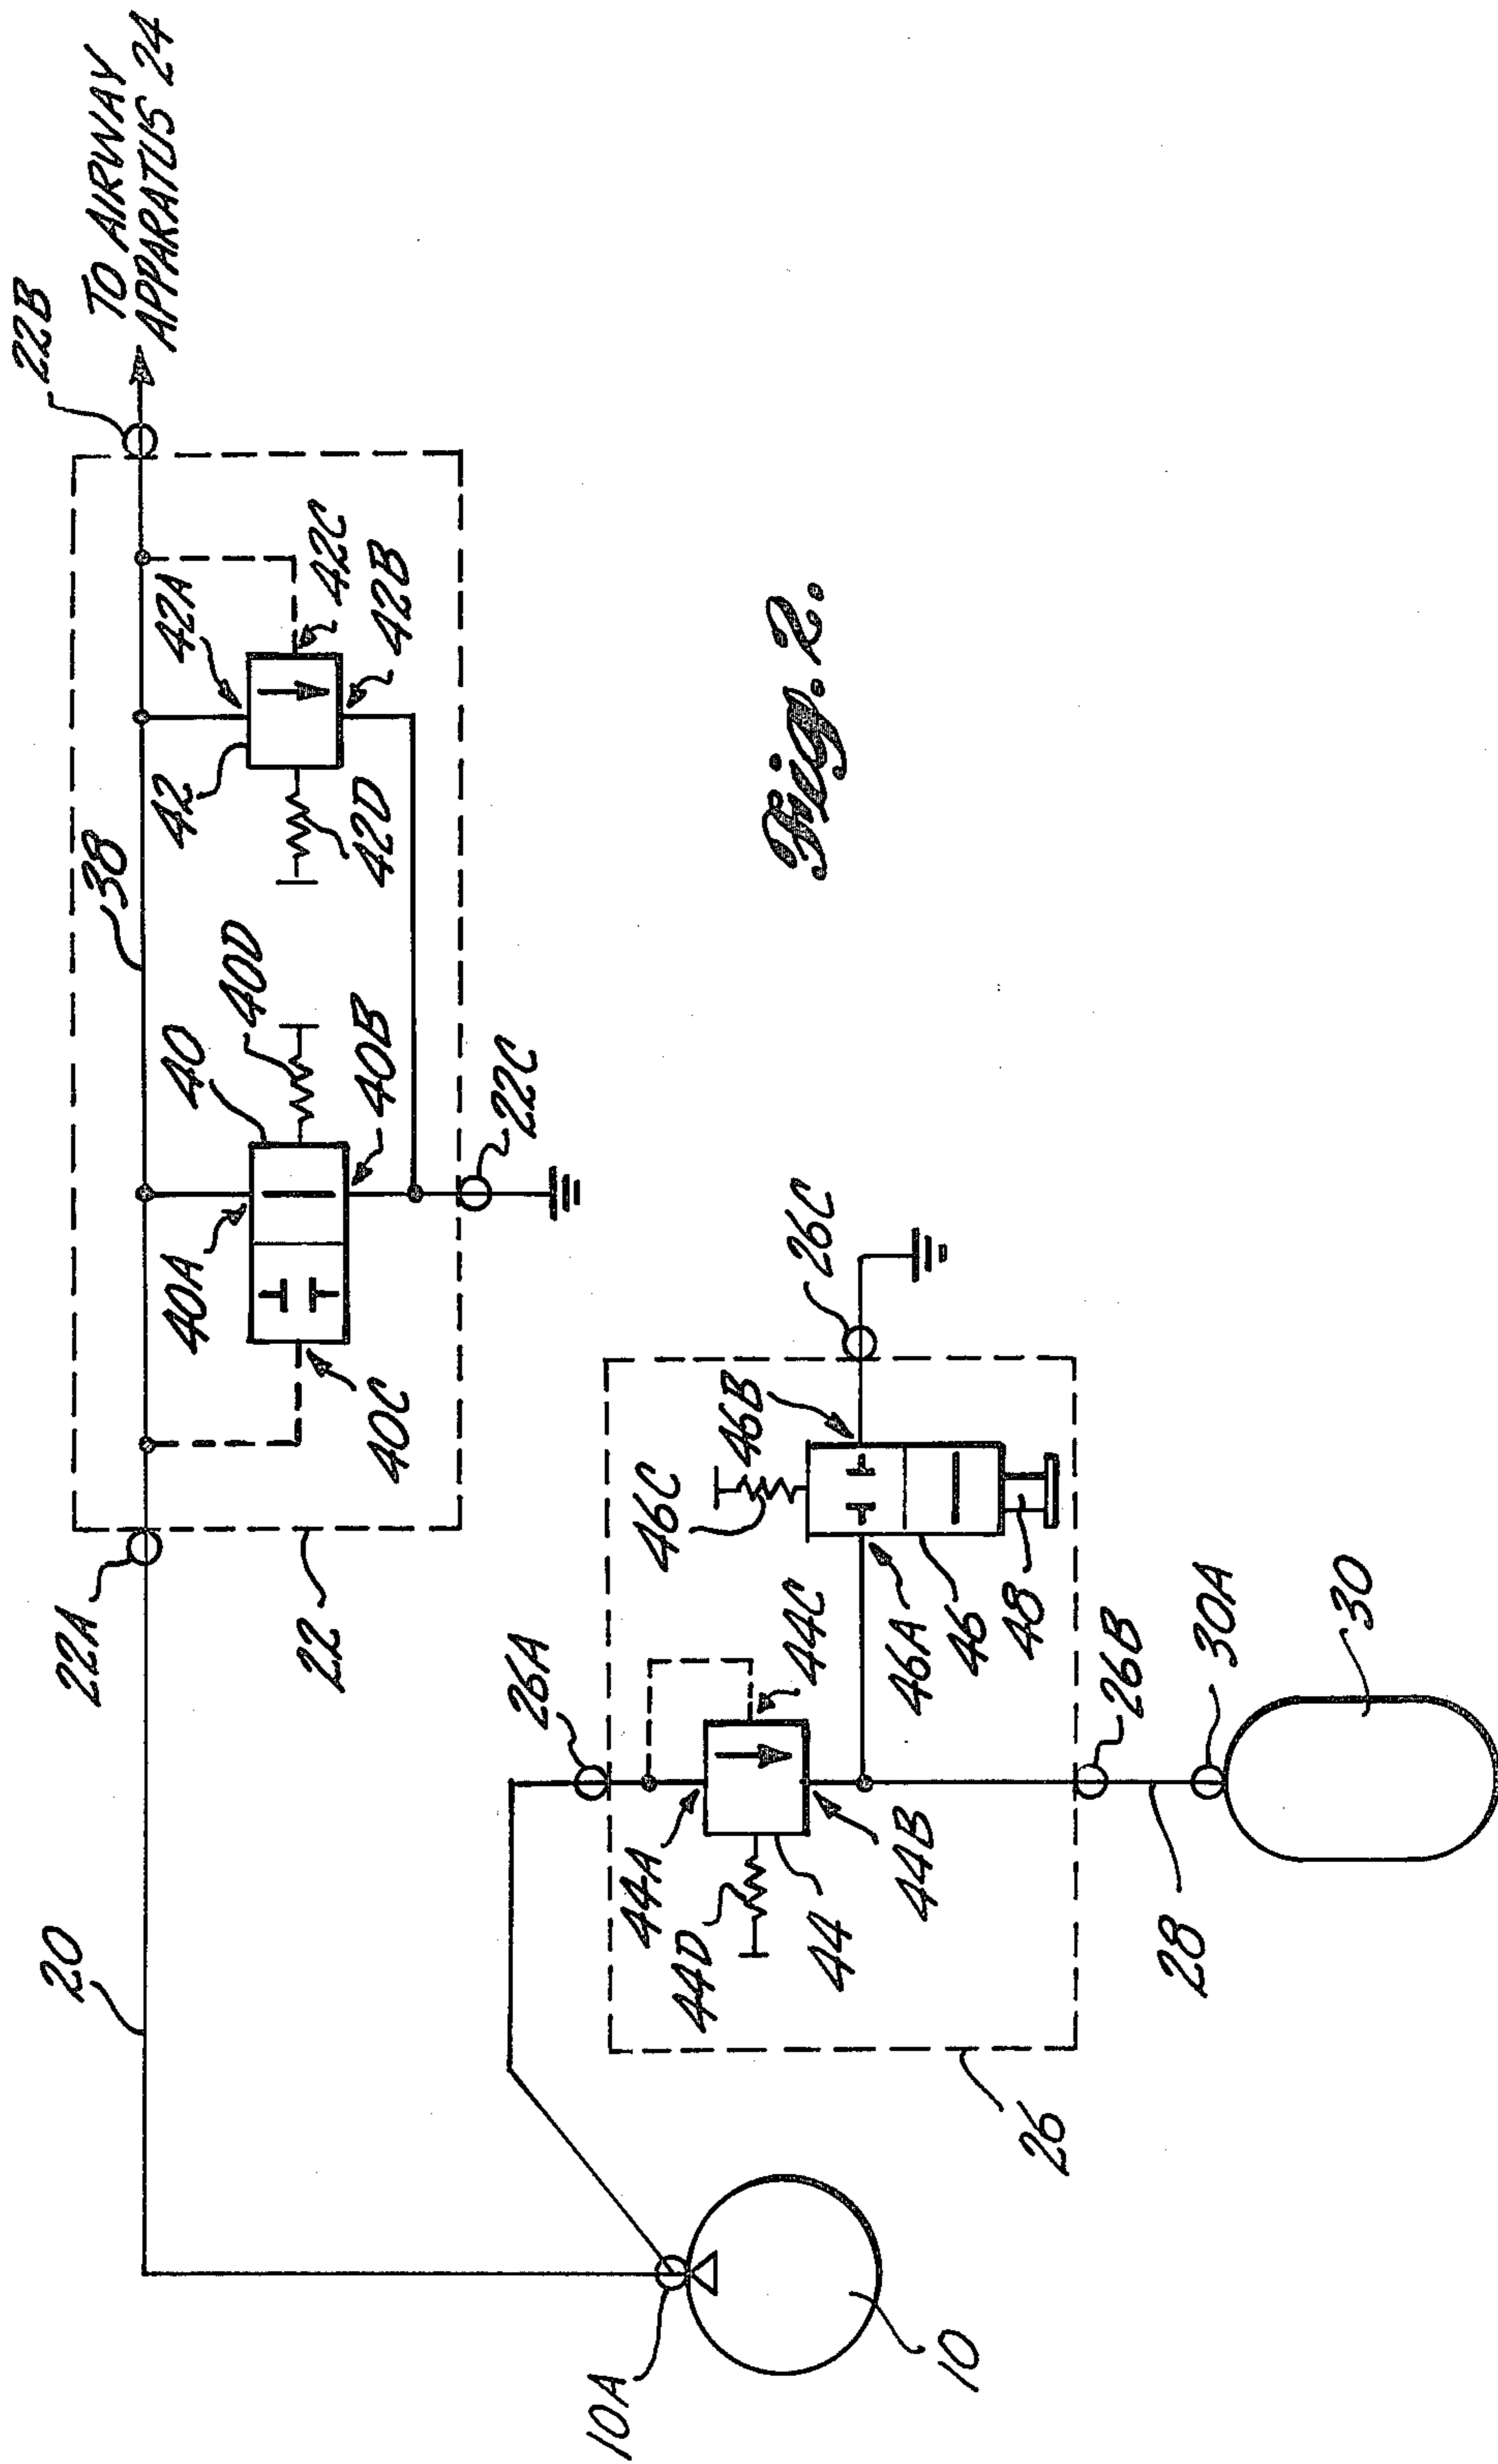 TO AIRWAY
APPARATUS 24
22B
42A
42
42C
42B
42D
38
40
40D
40A
40B
40C
22C
22A
22
20
26A
26C
46C
46B
44A
44C
46A
46
48
44D
44
44B
26B
30A
30
28
26
10A
10
Fig. 2.